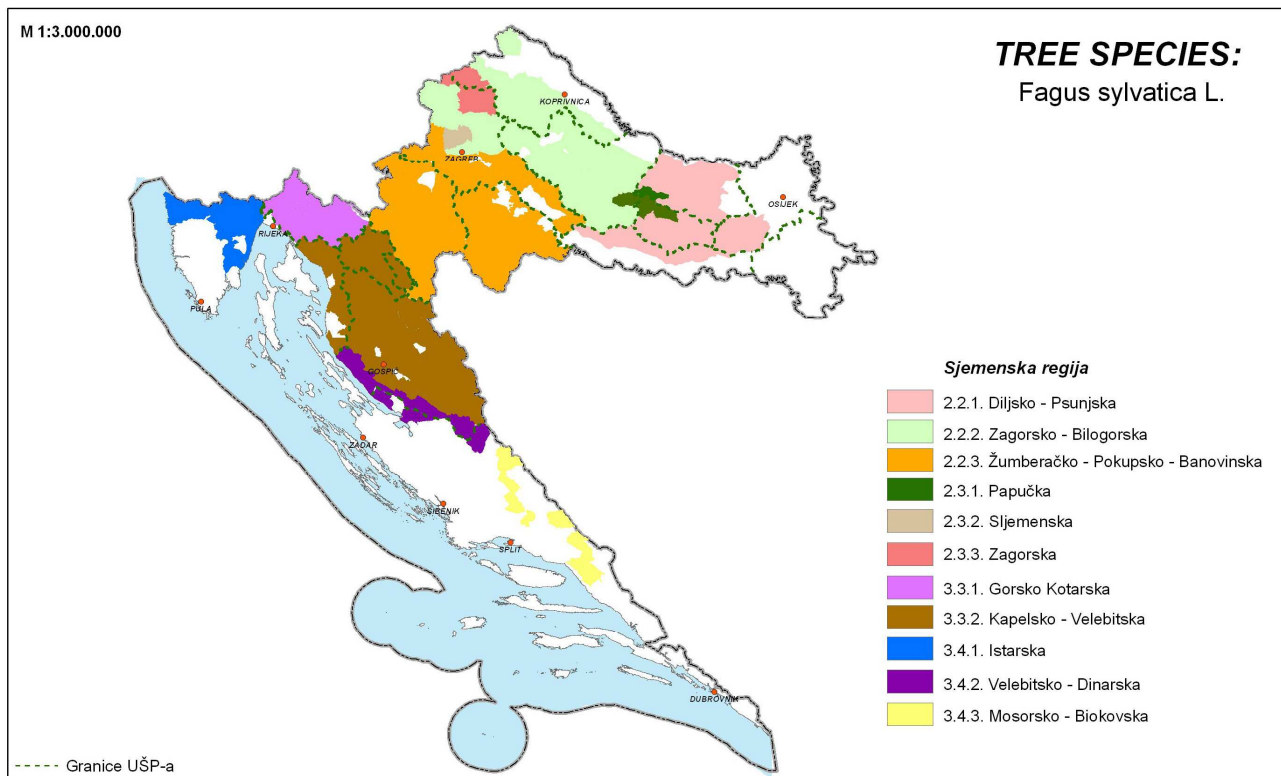 M 1:3.000.000
TREE SPECIES:
Fagus sylvatica L.
KOPRIVNICA
ZAGREB
OSIJEK
RIJEKA
PULA
GOSPIĆ
ZADAR
ŠIBENIK
SPLIT
DUBROVNIK
Sjemenska regija
2.2.1. Diljsko - Psunjska
2.2.2. Zagorsko - Bilogorska
2.2.3. Žumberačko - Pokupsko - Banovinska
2.3.1. Papučka
2.3.2. Sljemenska
2.3.3. Zagorska
3.3.1. Gorsko Kotarska
3.3.2. Kapelsko - Velebitska
3.4.1. Istarska
3.4.2. Velebitsko - Dinarska
3.4.3. Mosorsko - Biokovska
Granice UŠP-a